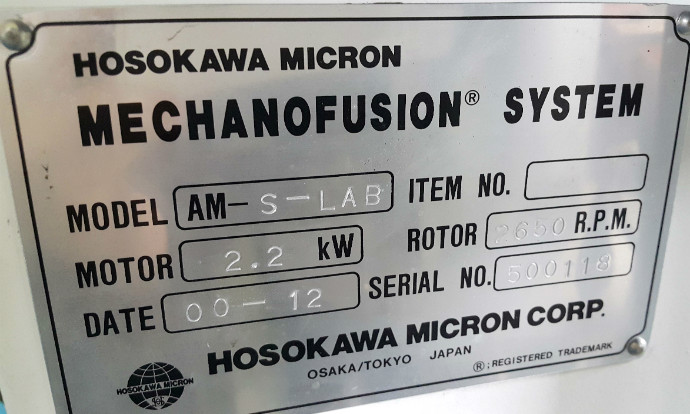 HOSOKAWA MICRON
MECHANOFUSION® SYSTEM
MODEL AM-S-LAB ITEM NO.
MOTOR 2.2 kW ROTOR 2650 R.P.M.
DATE 00-12 SERIAL NO. 500118
HOSOKAWA MICRON CORP.
OSAKA/TOKYO JAPAN
®:REGISTERED TRADEMARK
HOSOKAWA MICRON